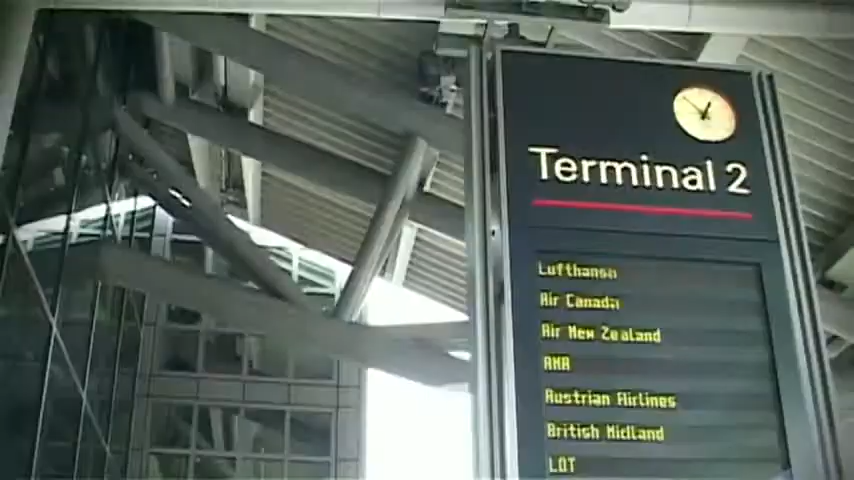 Terminal 2
Lufthansa
Air Canada
Air New Zealand
ANA
Austrian Airlines
British Midland
LOT